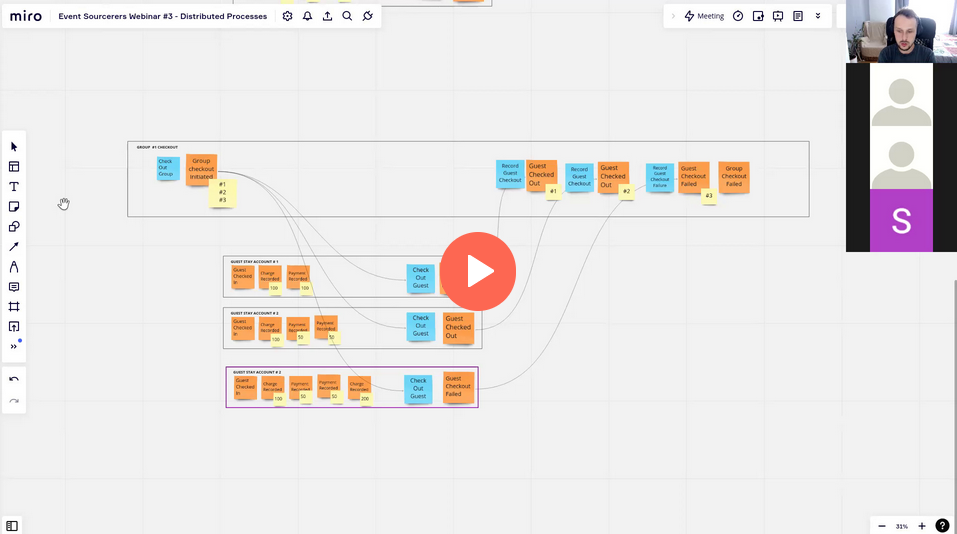 miro
Event Sourcerers Webinar #3 - Distributed Processes
Meeting
GROUP #1 CHECKOUT
Check
Out
Group
Group
checkout
initiated
#1
#2
#3
Record
Guest
Checkout
Guest
Checked
Out
#1
Record
Guest
Checkout
Guest
Checked
Out
#2
Record
Guest
Checkout
Failure
Guest
Checkout
Failed
#3
Group
Checkout
Failed
GUEST STAY ACCOUNT # 1
Guest
Checked
In
Charge
Recorded
100
Payment
Recorded
100
Check
Out
Guest
GUEST STAY ACCOUNT # 2
Guest
Checked
In
Charge
Recorded
100
Payment
Recorded
50
Payment
Recorded
50
Check
Out
Guest
Guest
Checked
Out
GUEST STAY ACCOUNT # 2
Guest
Checked
In
Charge
Recorded
100
Payment
Recorded
50
Payment
Recorded
50
Charge
Recorded
200
Check
Out
Guest
Guest
Checkout
Failed
S
31%